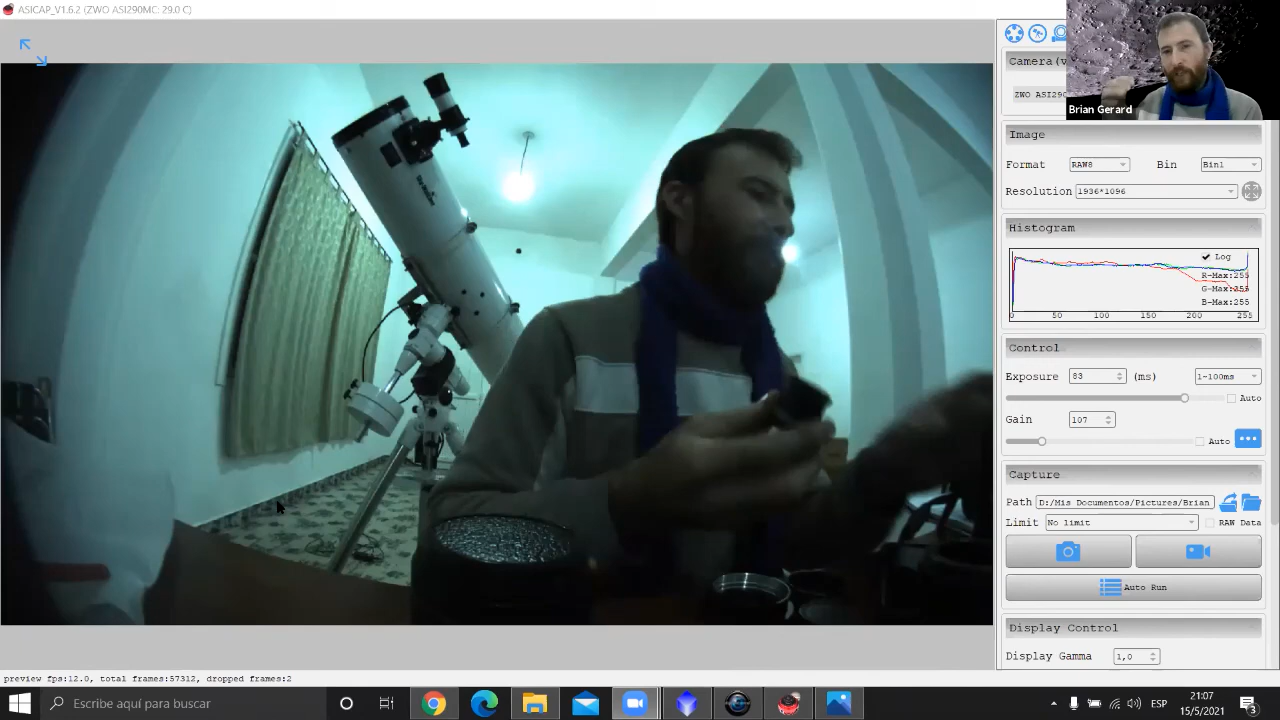 ASICAP_V1.6.2 (ZWO ASI290MC: 29.0 C)
Brian Gerard
Image
Format RAW8 Bin Bin1
Resolution 1936*1096
Histogram
Log
R-Max:255
G-Max:255
B-Max:255
0 50 100 150 200 255
Control
Exposure 83 (ms) 1-100ms
Auto
Gain 107
Auto
Capture
Path D:/Mis Documentos/Pictures/Brian
Limit No limit RAW Data
Auto Run
Display Control
Display Gamma 1,0
preview fps:12.0, total frames:57312, dropped frames:2
Escribe aquí para buscar
ESP
21:07
15/5/2021
3